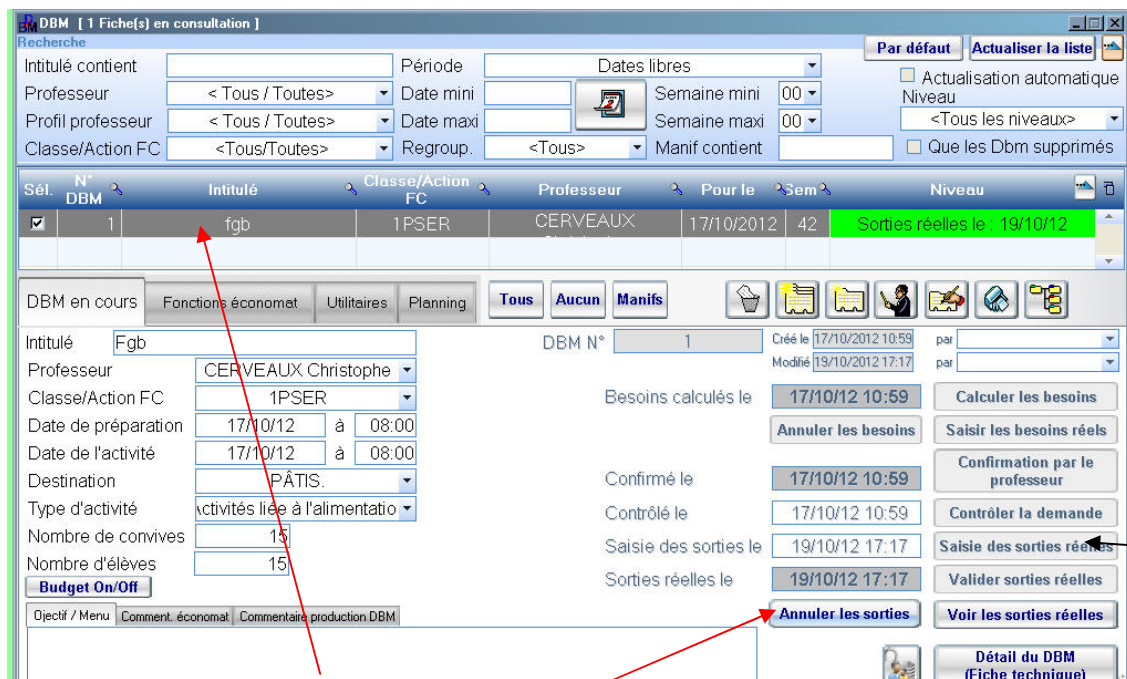 DBM [ 1 Fiche(s) en consultation ]
Recherche
Par défaut Actualiser la liste
Intitulé contient Période Dates libres Actualisation automatique
Professeur < Tous / Toutes> Date mini Semaine mini 00 Niveau
Profil professeur < Tous / Toutes> Date maxi Semaine maxi 00 <Tous les niveaux>
Classe/Action FC <Tous/Toutes> Regroup. <Tous> Manif contient Que les Dbm supprimés
Sél. N° DBM Intitulé Classe/Action FC Professeur Pour le Sem Niveau
1 fgb 1PSER CERVEAUX 17/10/2012 42 Sorties réelles le : 19/10/12
DBM en cours Fonctions économat Utilitaires Planning Tous Aucun Manifs
Intitulé Fgb DBM N° 1 Créé le 17/10/2012 10:59 par
Modifié 19/10/2012 17:17 par
Professeur CERVEAUX Christophe
Classe/Action FC 1PSER Besoins calculés le 17/10/12 10:59 Calculer les besoins
Date de préparation 17/10/12 à 08:00 Annuler les besoins Saisir les besoins réels
Date de l'activité 17/10/12 à 08:00
Destination PÂTIS. Confirmé le 17/10/12 10:59 Confirmation par le professeur
Type d'activité ctivités liée à l'alimentatio Contrôlé le 17/10/12 10:59 Contrôler la demande
Nombre de convives 15 Saisie des sorties le 19/10/12 17:17 Saisie des sorties réelles
Nombre d'élèves 15 Sorties réelles le 19/10/12 17:17 Valider sorties réelles
Budget On/Off
Ojectif / Menu Comment. économat Commentaire production DBM Annuler les sorties Voir les sorties réelles
Détail du DBM
(Fiche technique)